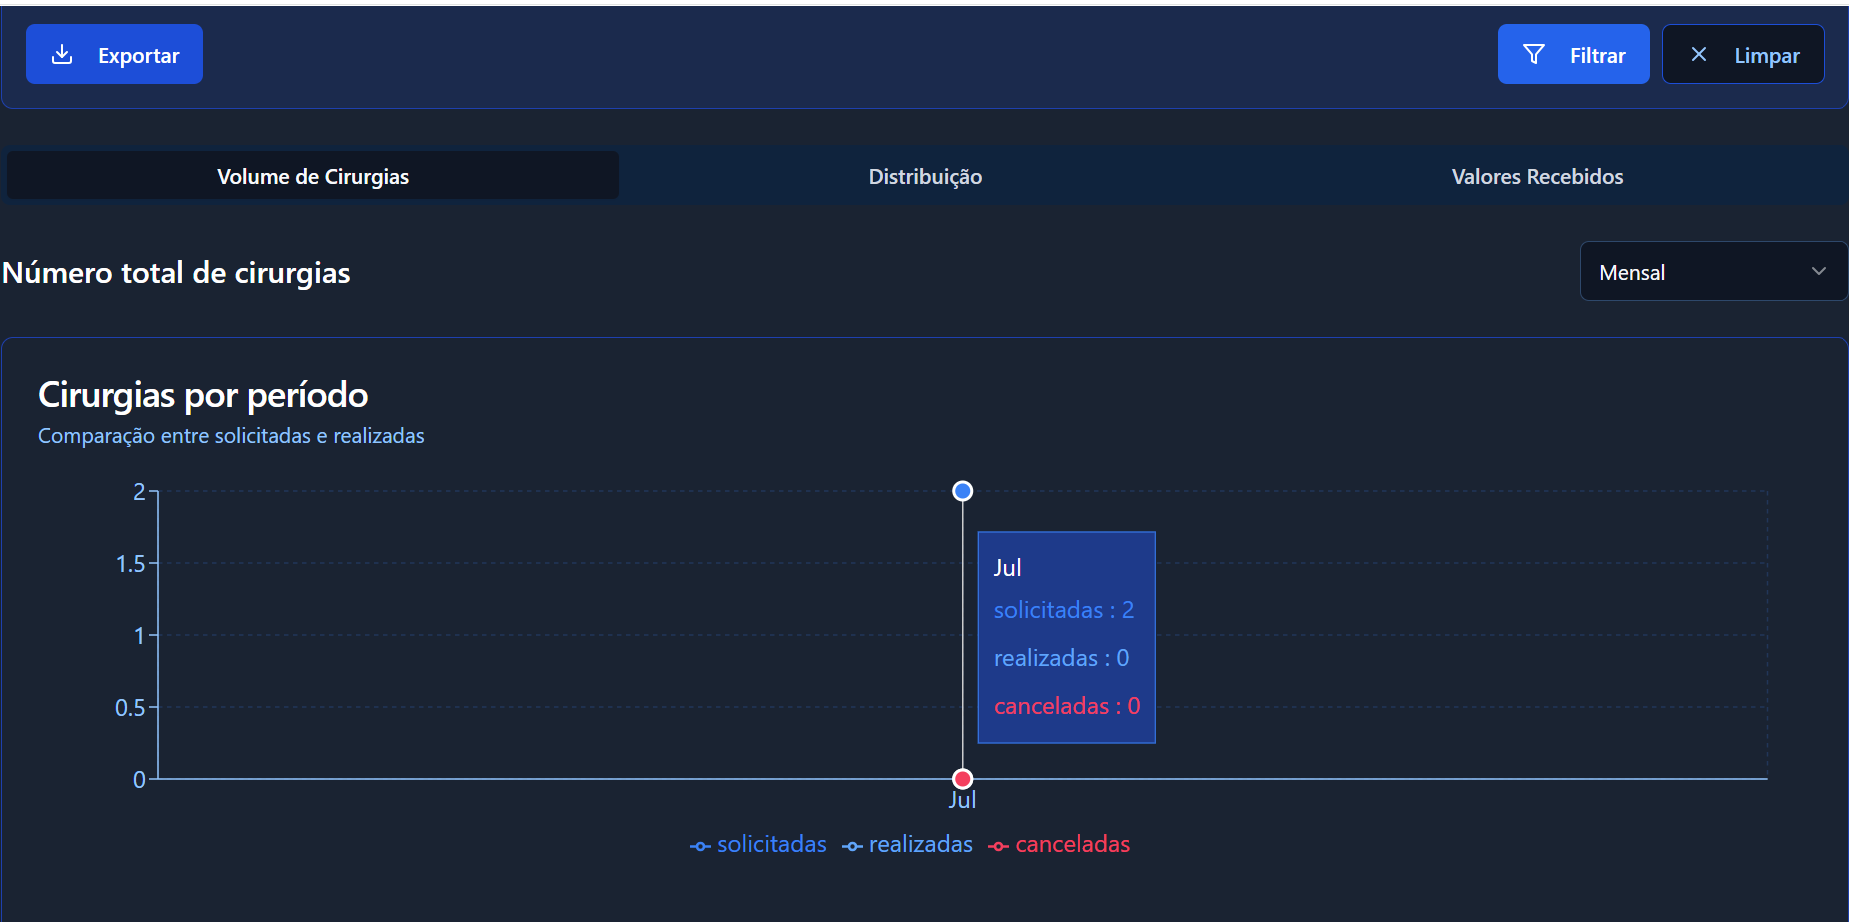 Exportar
Filtrar
Limpar
Volume de Cirurgias
Distribuição
Valores Recebidos
Número total de cirurgias
Mensal
Cirurgias por período
Comparação entre solicitadas e realizadas
2
1.5
1
0.5
0
Jul
solicitadas : 2
realizadas : 0
canceladas : 0
Jul
solicitadas
realizadas
canceladas